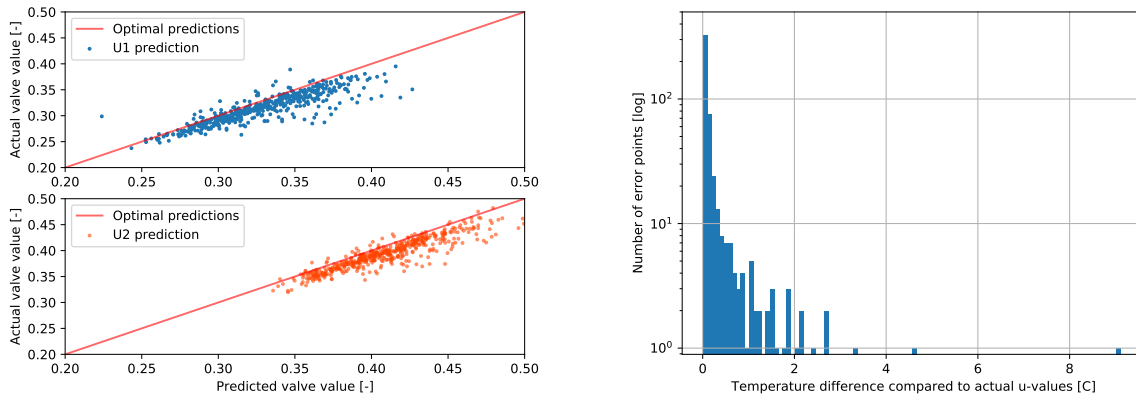 0.50
0.45
0.40
0.35
0.30
0.25
0.20
Actual valve value [-]
Optimal predictions
U1 prediction
0.20 0.25 0.30 0.35 0.40 0.45 0.50
0.50
0.45
0.40
0.35
0.30
0.25
0.20
Actual valve value [-]
Optimal predictions
U2 prediction
0.20 0.25 0.30 0.35 0.40 0.45 0.50
Predicted valve value [-]
Number of error points [log]
10²
10¹
10⁰
0 2 4 6 8
Temperature difference compared to actual u-values [C]